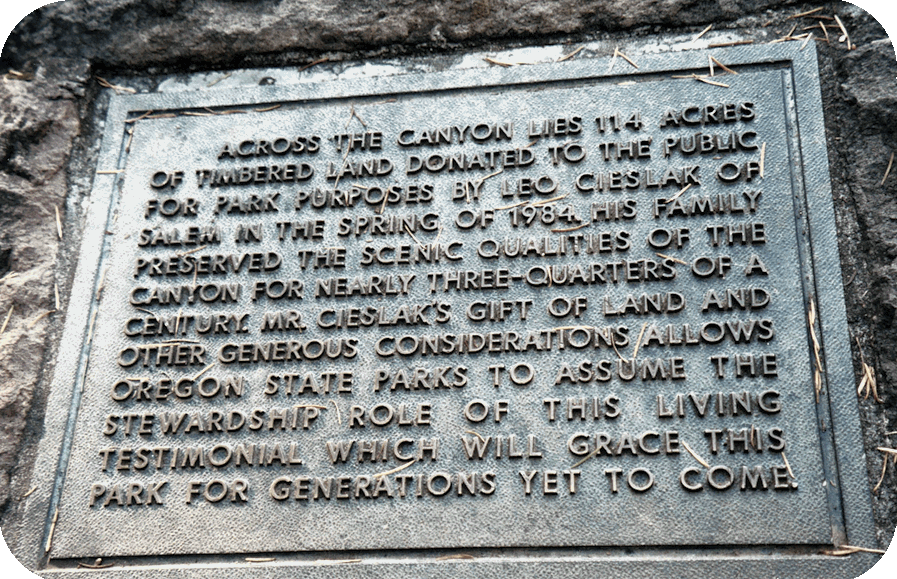 ACROSS THE CANYON LIES 114 ACRES
OF TIMBERED LAND DONATED TO THE PUBLIC
FOR PARK PURPOSES BY LEO CIESLAK OF
SALEM IN THE SPRING OF 1984. HIS FAMILY
PRESERVED THE SCENIC QUALITIES OF THE
CANYON FOR NEARLY THREE-QUARTERS OF A
CENTURY. MR. CIESLAK'S GIFT OF LAND AND
OTHER GENEROUS CONSIDERATIONS ALLOWS
OREGON STATE PARKS TO ASSUME THE
STEWARDSHIP ROLE OF THIS LIVING
TESTIMONIAL WHICH WILL GRACE THIS
PARK FOR GENERATIONS YET TO COME.